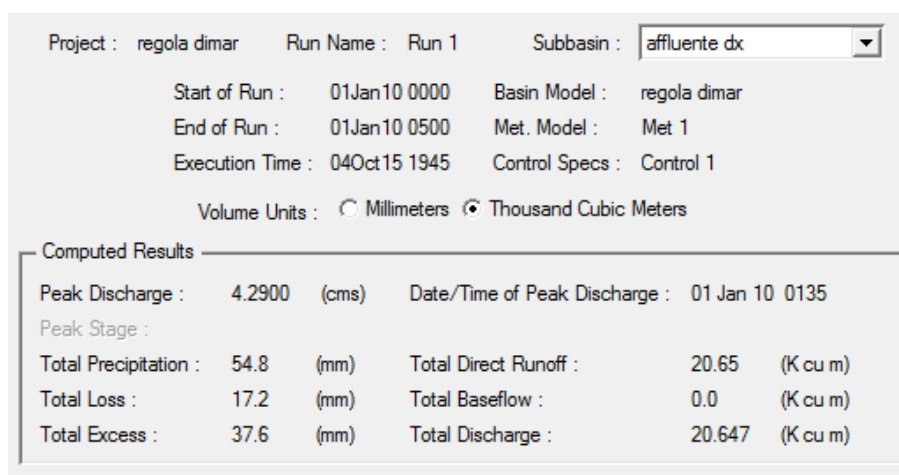 Project : regola dimar Run Name : Run 1 Subbasin : affluente dx
Start of Run : 01Jan10 0000 Basin Model : regola dimar
End of Run : 01Jan10 0500 Met. Model : Met 1
Execution Time : 04Oct15 1945 Control Specs : Control 1
Volume Units : Millimeters Thousand Cubic Meters
Computed Results
Peak Discharge : 4.2900 (cms) Date/Time of Peak Discharge : 01 Jan 10 0135
Peak Stage :
Total Precipitation : 54.8 (mm) Total Direct Runoff : 20.65 (K cu m)
Total Loss : 17.2 (mm) Total Baseflow : 0.0 (K cu m)
Total Excess : 37.6 (mm) Total Discharge : 20.647 (K cu m)